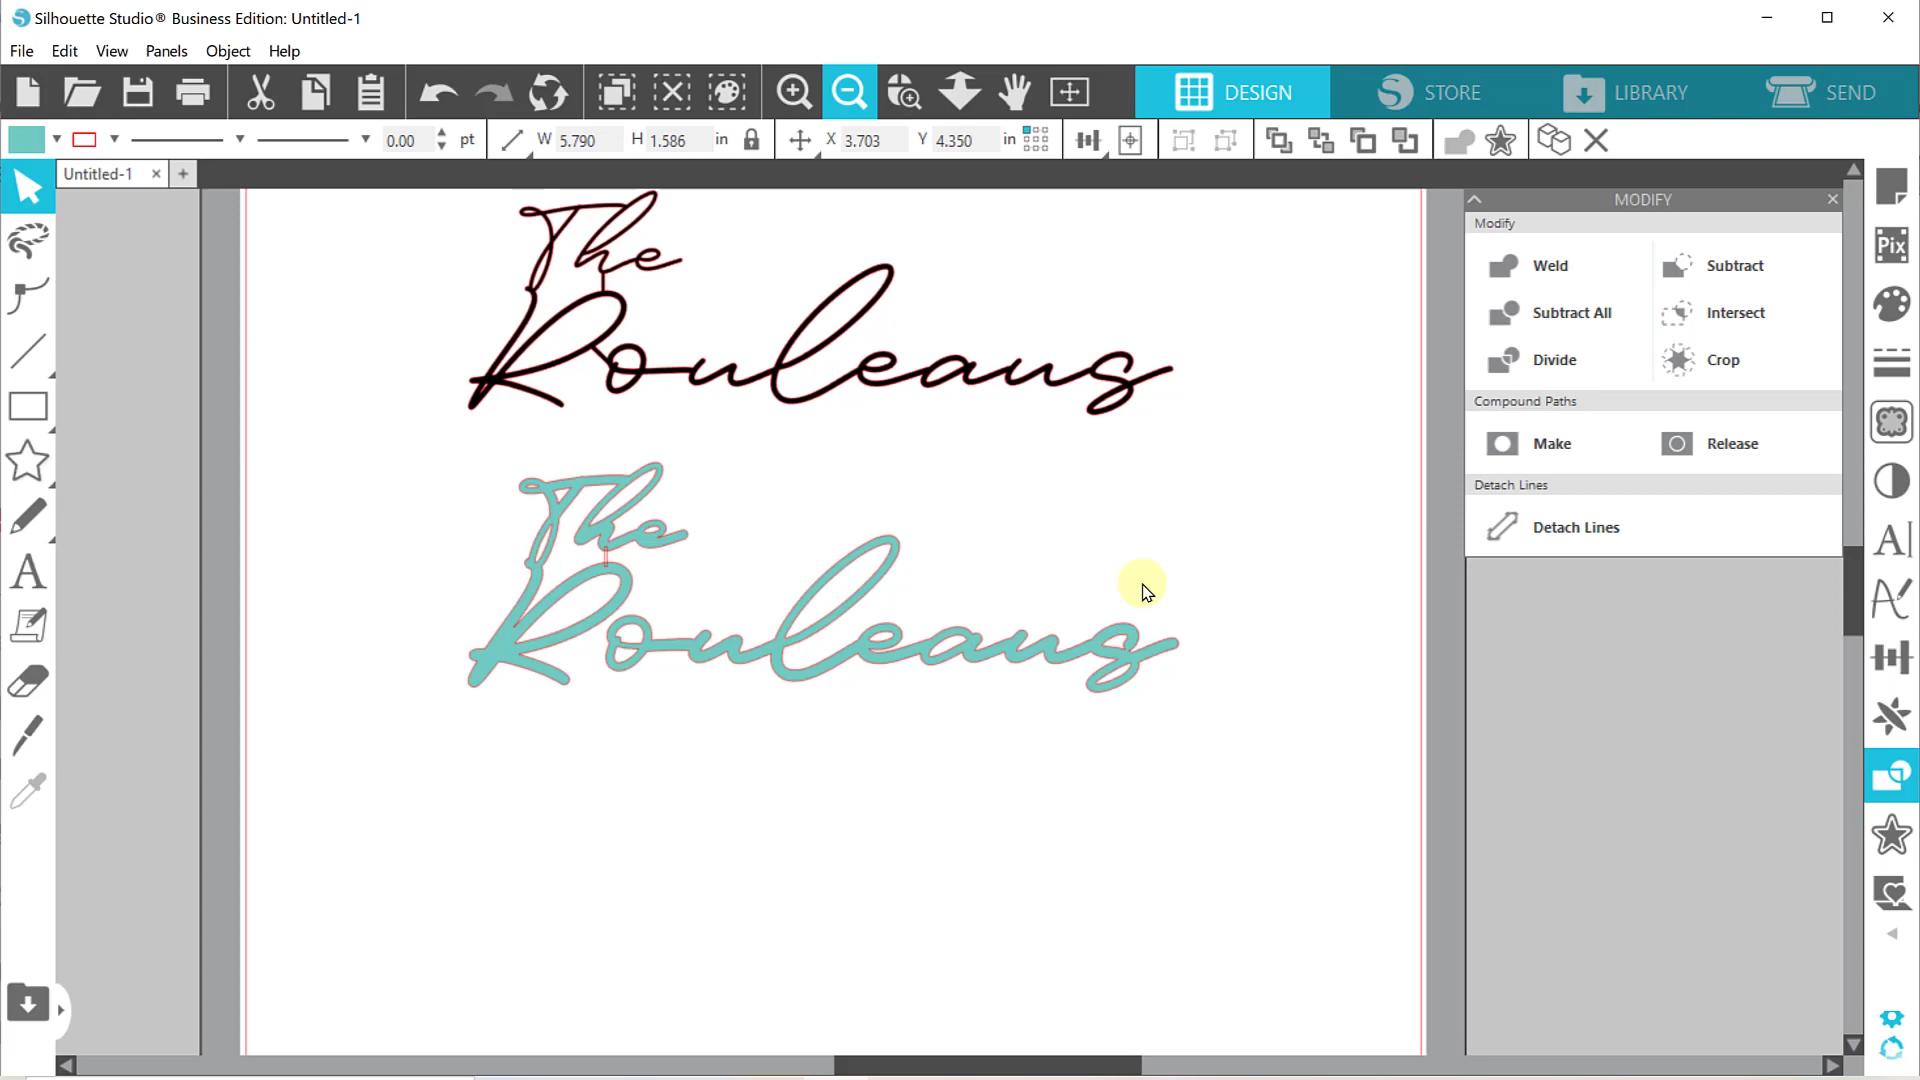 Silhouette Studio® Business Edition: Untitled-1
File Edit View Panels Object Help
DESIGN STORE LIBRARY SEND
0.00 pt W 5.790 H 1.586 in X 3.703 Y 4.350 in
Untitled-1
MODIFY
Modify
Weld Subtract
Subtract All Intersect
Divide Crop
Compound Paths
Make Release
Detach Lines
Detach Lines
Pix
The
Rouleaus
The
Rouleaus